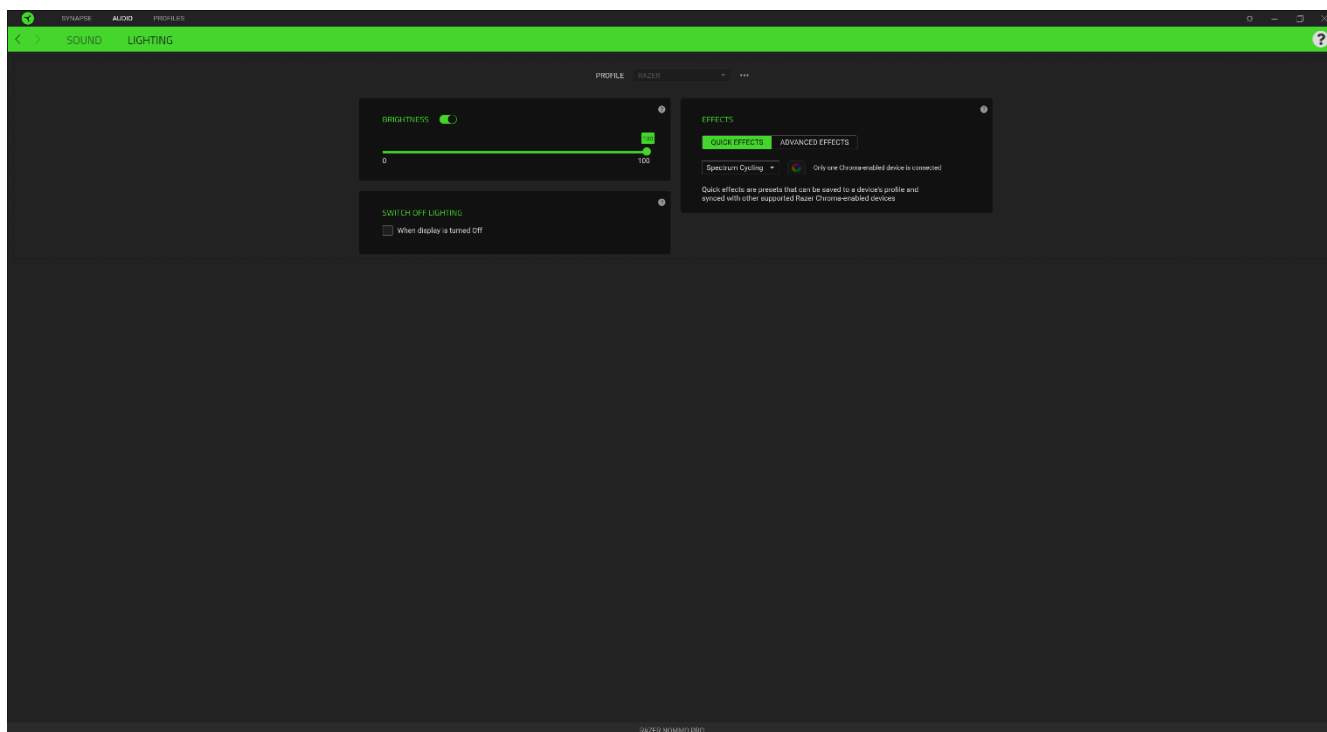 SYNAPSE AUDIO PROFILES
SOUND LIGHTING
?
PROFILE RAZER
BRIGHTNESS
?
100
0 100
SWITCH OFF LIGHTING
?
When display is turned Off
EFFECTS
?
QUICK EFFECTS ADVANCED EFFECTS
Spectrum Cycling Only one Chroma-enabled device is connected
Quick effects are presets that can be saved to a device's profile and
synced with other supported Razer Chroma-enabled devices
RAZER NOMMO PRO